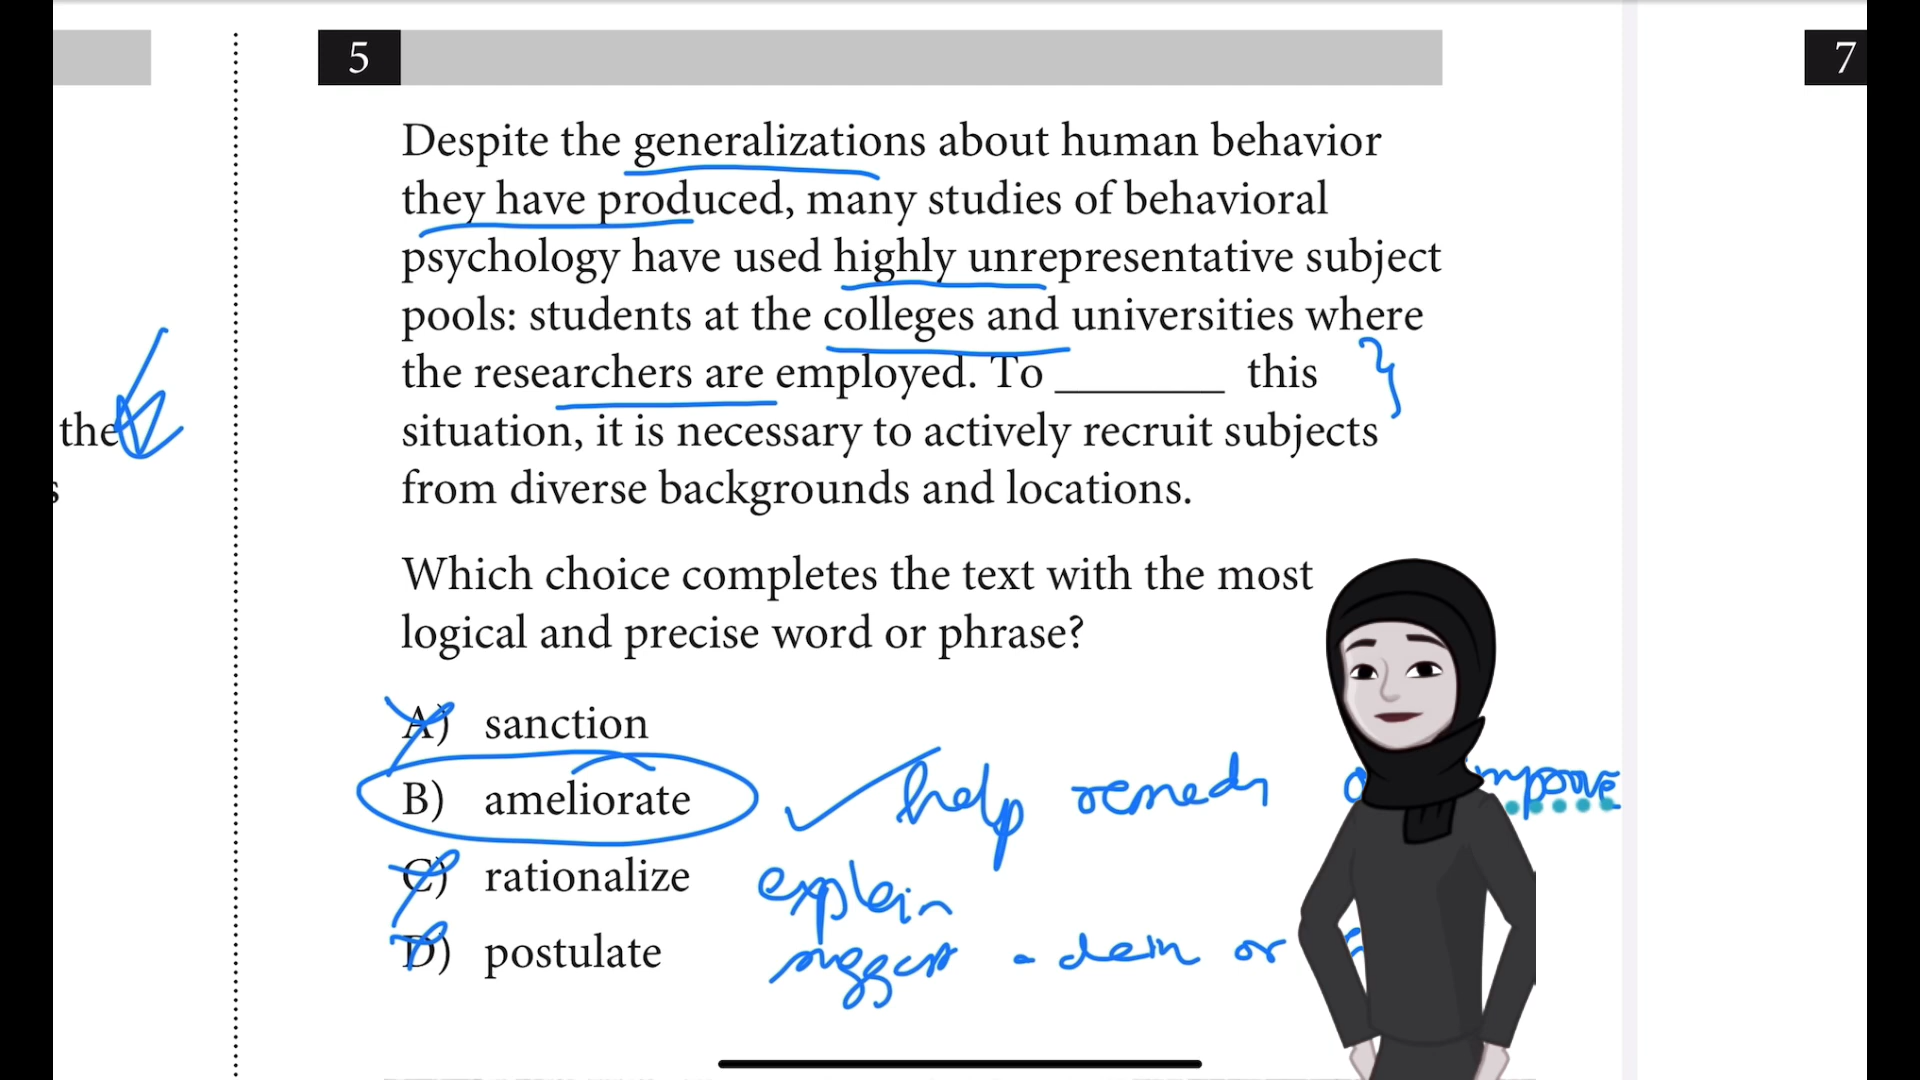 5
7
Despite the generalizations about human behavior
they have produced, many studies of behavioral
psychology have used highly unrepresentative subject
pools: students at the colleges and universities where
the researchers are employed. To ________ this
situation, it is necessary to actively recruit subjects
from diverse backgrounds and locations.
the
s
Which choice completes the text with the most
logical and precise word or phrase?
A) sanction
B) ameliorate help remedy improve
C) rationalize explain
D) postulate suggest - or